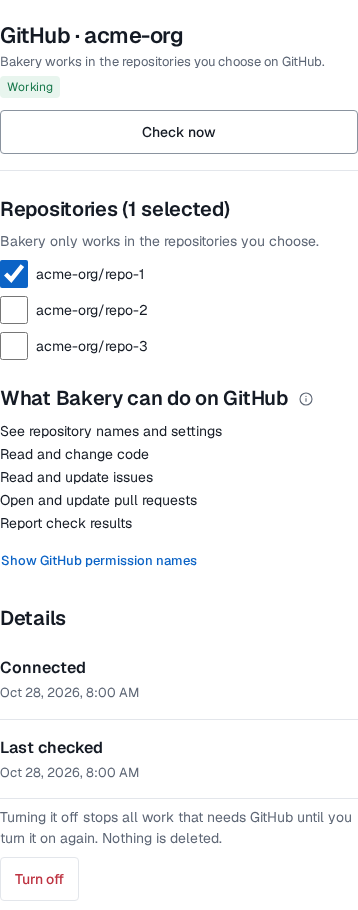 GitHub · acme-org
Bakery works in the repositories you choose on GitHub.
Working
Check now
Repositories (1 selected)
Bakery only works in the repositories you choose.
acme-org/repo-1
acme-org/repo-2
acme-org/repo-3
What Bakery can do on GitHub
See repository names and settings
Read and change code
Read and update issues
Open and update pull requests
Report check results
Show GitHub permission names
Details
Connected
Oct 28, 2026, 8:00 AM
Last checked
Oct 28, 2026, 8:00 AM
Turning it off stops all work that needs GitHub until you
turn it on again. Nothing is deleted.
Turn off